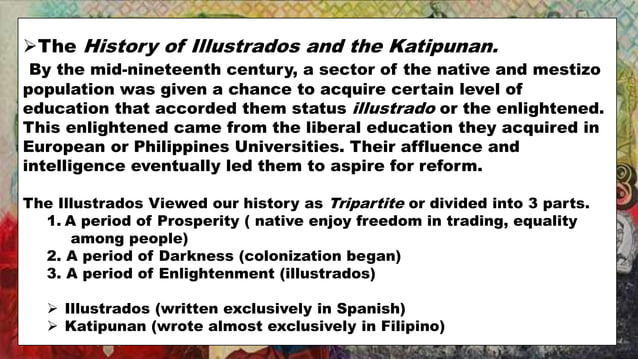 ➢The History of Illustrados and the Katipunan.
By the mid-nineteenth century, a sector of the native and mestizo
population was given a chance to acquire certain level of
education that accorded them status illustrado or the enlightened.
This enlightened came from the liberal education they acquired in
European or Philippines Universities. Their affluence and
intelligence eventually led them to aspire for reform.
The Illustrados Viewed our history as Tripartite or divided into 3 parts.
1. A period of Prosperity ( native enjoy freedom in trading, equality
among people)
2. A period of Darkness (colonization began)
3. A period of Enlightenment (illustrados)
➢ Illustrados (written exclusively in Spanish)
➢ Katipunan (wrote almost exclusively in Filipino)